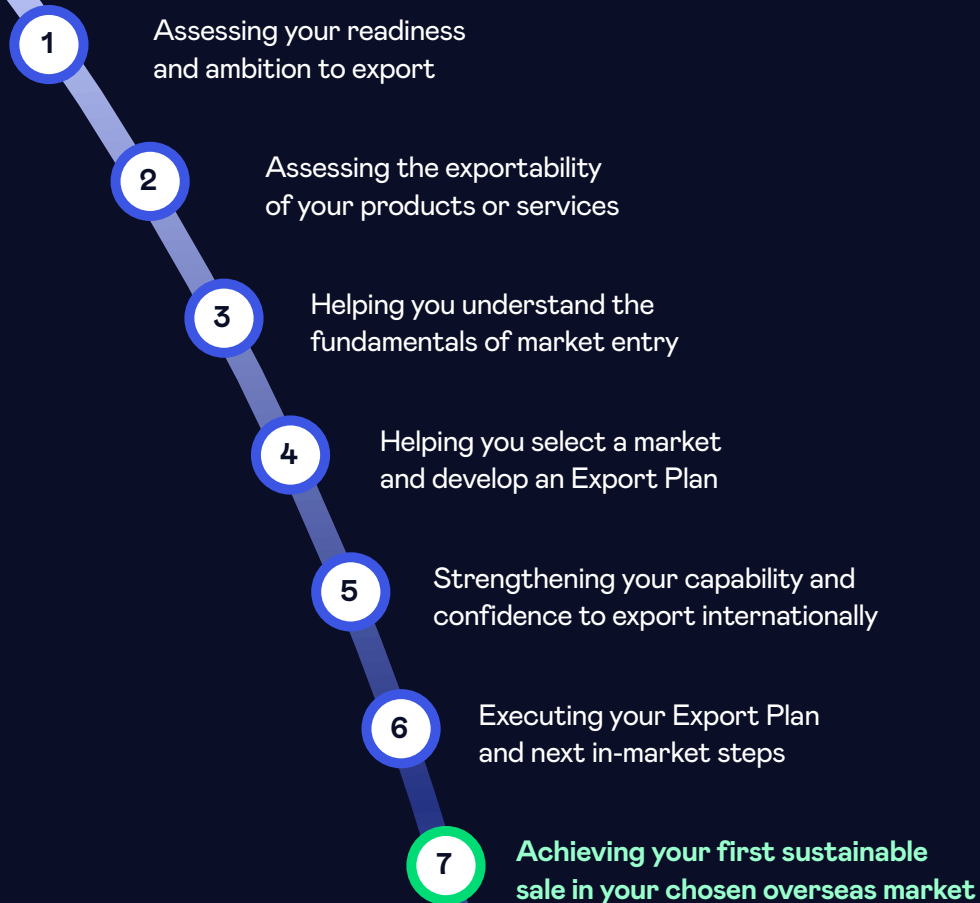 1
Assessing your readiness
and ambition to export
2
Assessing the exportability
of your products or services
3
Helping you understand the
fundamentals of market entry
4
Helping you select a market
and develop an Export Plan
5
Strengthening your capability and
confidence to export internationally
6
Executing your Export Plan
and next in-market steps
7
Achieving your first sustainable
sale in your chosen overseas market